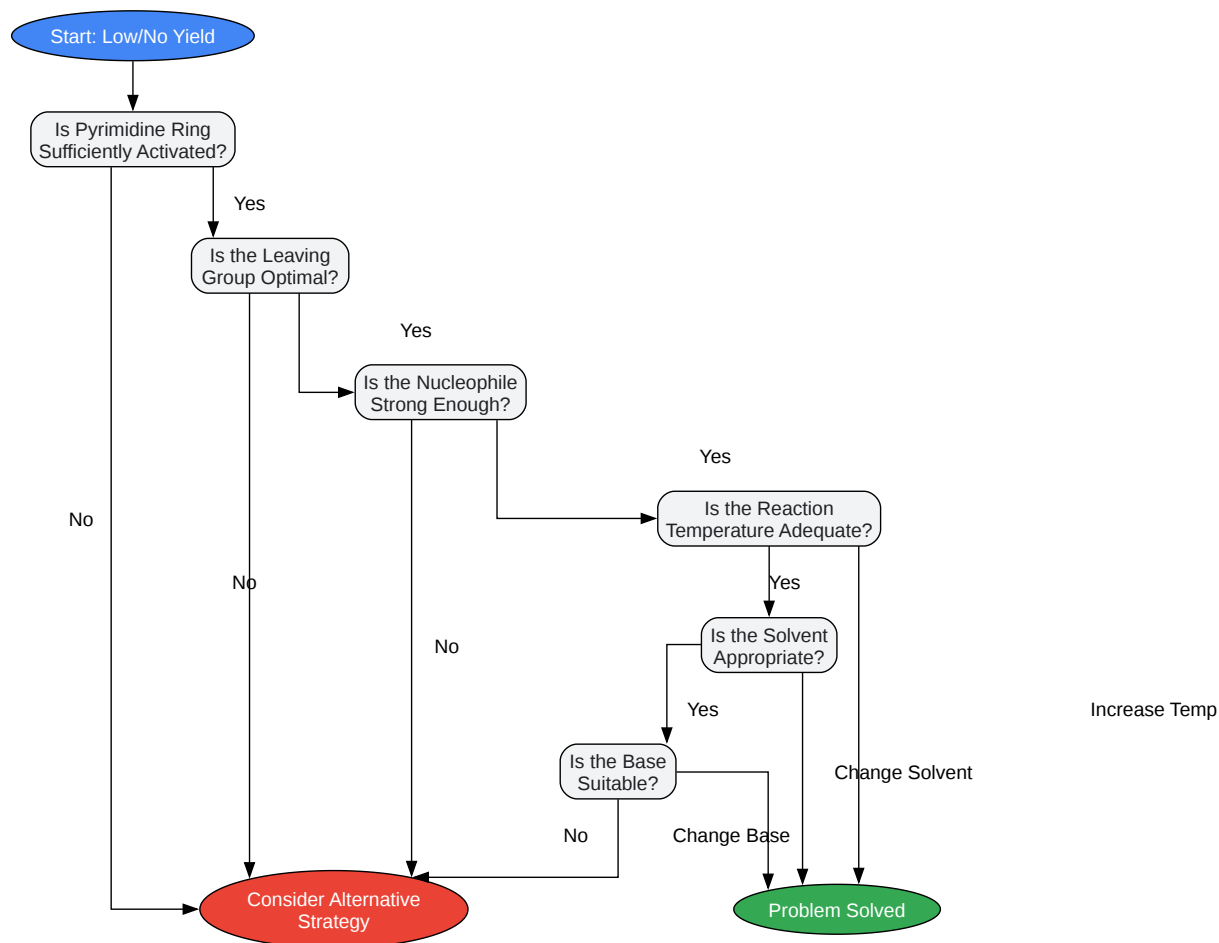 Start: Low/No Yield
Is Pyrimidine Ring
Sufficiently Activated?
Yes
Is the Leaving
Group Optimal?
Yes
Is the Nucleophile
Strong Enough?
Yes
Is the Reaction
Temperature Adequate?
No
No
Yes
Is the Solvent
Appropriate?
No
Yes
Increase Temp
Is the Base
Suitable?
Change Solvent
No
Change Base
Consider Alternative
Strategy
Problem Solved